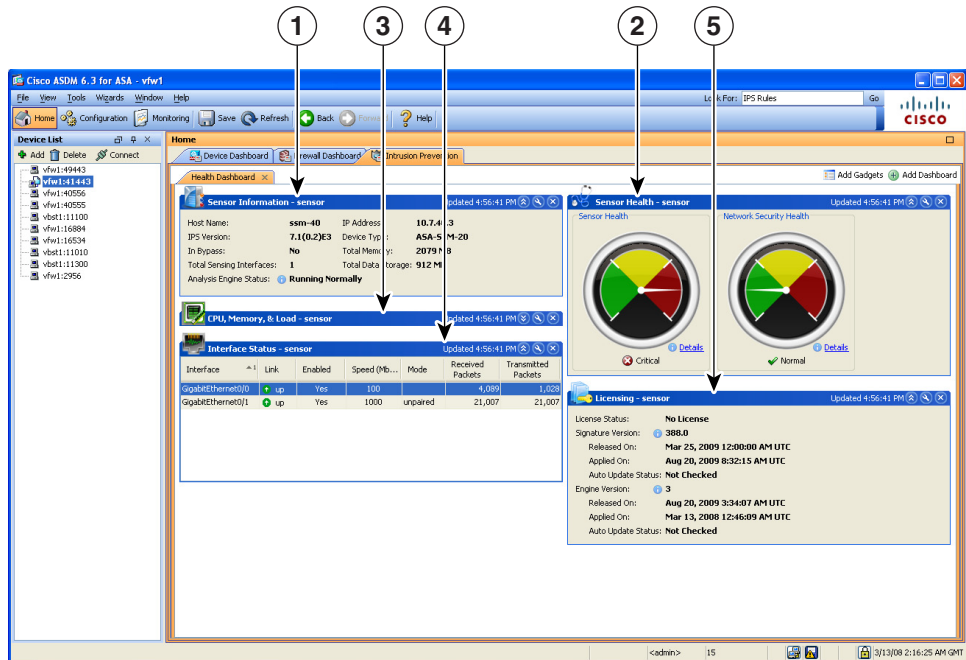 1
3
4
2
5
Cisco ASDM 6.3 for ASA - vfw1
File View Tools Wizards Window Help
For:
IPS Rules
Go
Home
Configuration
Monitoring
Save
Refresh
Back
Help
CISCO
Device List
Add
Delete
Connect
vfw1:49443
vfw1:41443
vfw1:40556
vfw1:40555
vbst1:11100
vfw1:16884
vfw1:16534
vbst1:11010
vbst1:11300
vfw1:2956
Home
Device Dashboard
Firewall Dashboard
Intrusion Prevention
Health Dashboard
Add Gadgets
Add Dashboard
Sensor Information - sensor
Updated 4:56:41 PM
Host Name: ssm-40
IP Address
IPS Version: 7.1(0.2)E3
Device Type:
In Bypass: No
Total Memory:
2079 MB
Total Sensing Interfaces: 1
Total Data Storage:
912 MB
Analysis Engine Status: Running Normally
CPU, Memory, & Load - sensor
Updated 4:56:41 PM
Interface Status - sensor
Updated 4:56:41 PM
Interface 1 Link Enabled Speed (Mb... Mode Received Packets Transmitted Packets
GigabitEthernet0/0 up Yes 100 4,089 1,028
GigabitEthernet0/1 up Yes 1000 unpaired 21,007 21,007
Sensor Health - sensor
Updated 4:56:41 PM
Sensor Health
Details
Critical
Network Security Health
Details
Normal
Licensing - sensor
Updated 4:56:41 PM
License Status: No License
Signature Version: 388.0
Released On: Mar 25, 2009 12:00:00 AM UTC
Applied On: Aug 20, 2009 8:32:15 AM UTC
Auto Update Status: Not Checked
Engine Version: 3
Released On: Aug 20, 2009 3:34:07 AM UTC
Applied On: Mar 13, 2008 12:46:09 AM UTC
Auto Update Status: Not Checked
<admin>
15
3/13/08 2:16:25 AM GMT